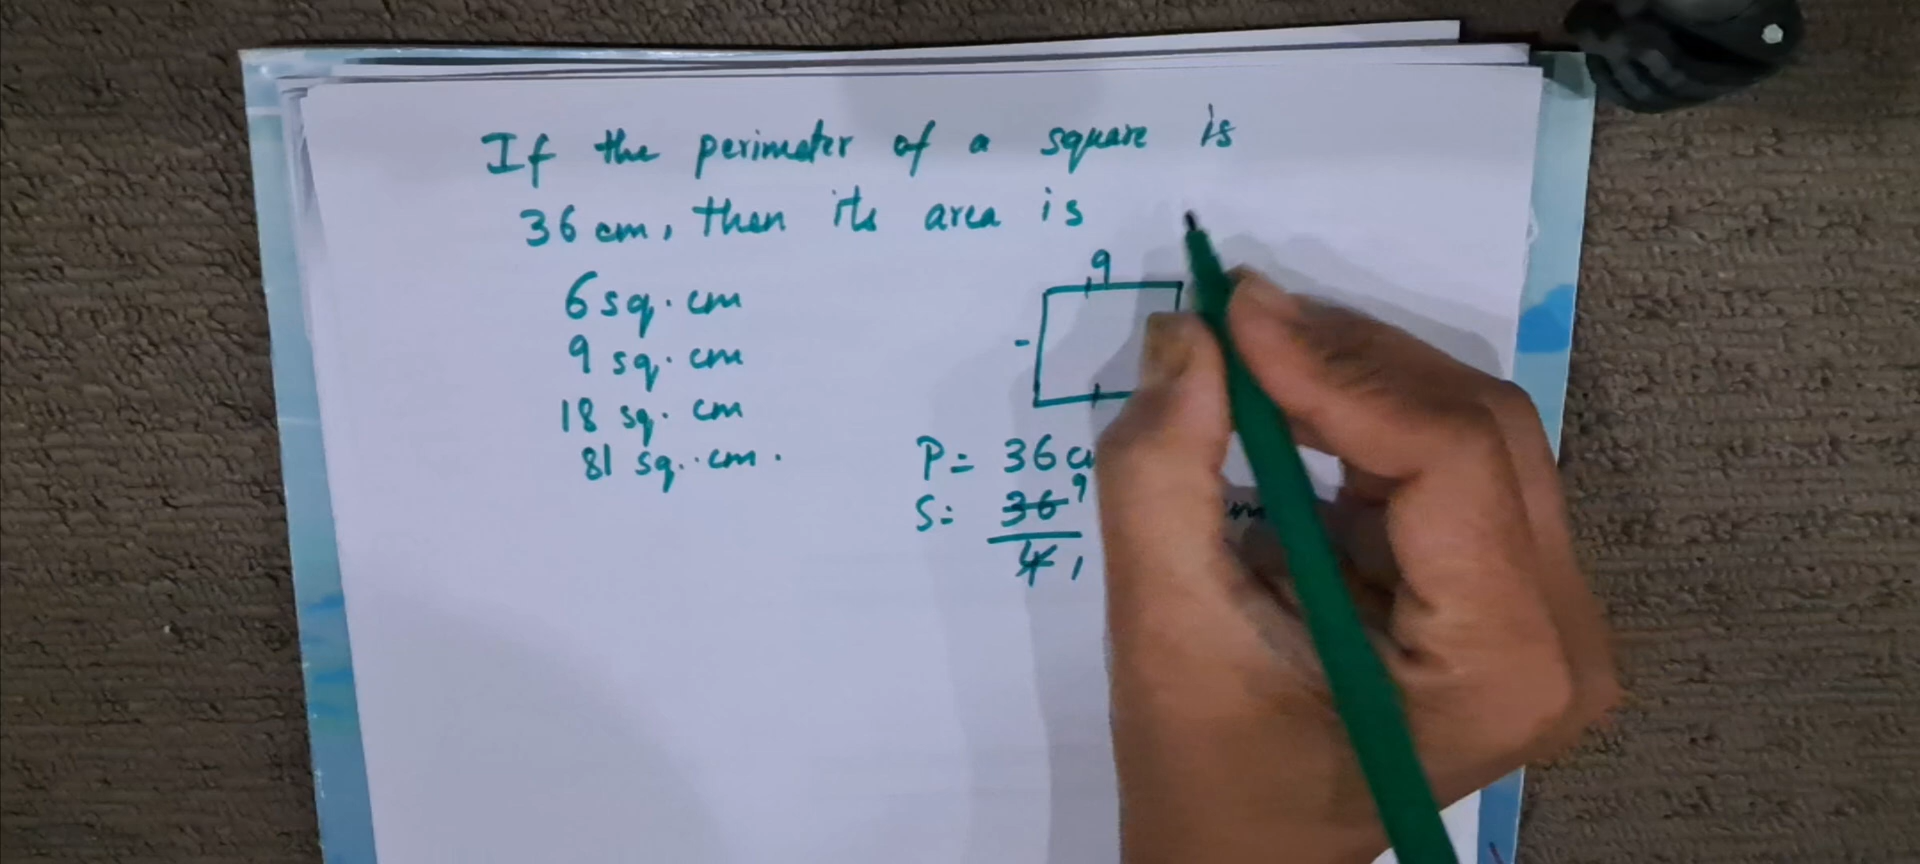 If the perimeter of a square is
36 cm, then its area is
6 sq. cm
9 sq. cm
18 sq. cm
81 sq. cm.
9
P = 36
S = 36 9
4 1